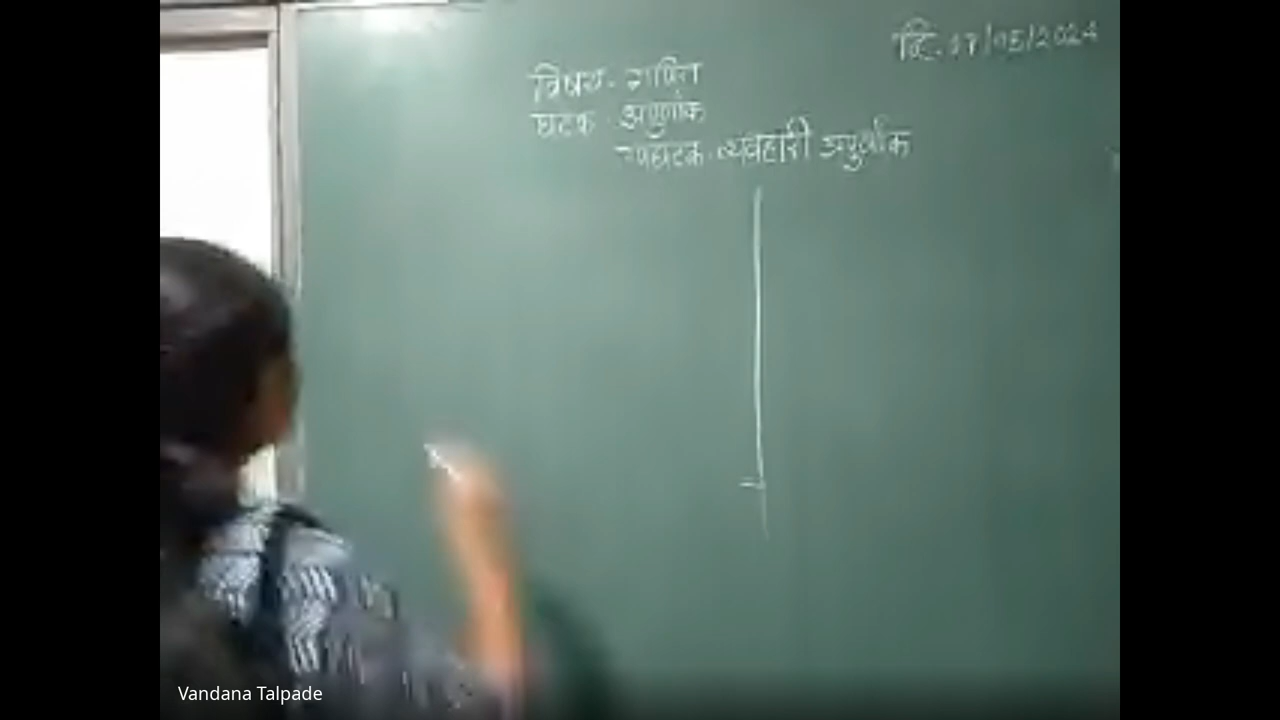 दि. 17/05/2024
विषय - गणित
घटक - अपुर्णांक
उपघटक - व्यवहारी अपुर्णांक
Vandana Talpade